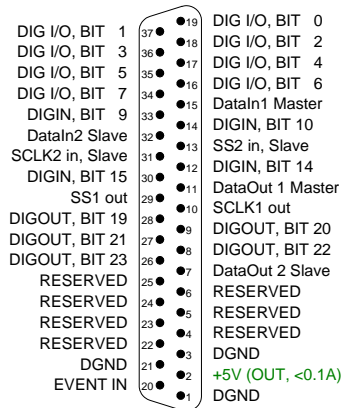 DIG I/O, BIT 1 37 19 DIG I/O, BIT 0
DIG I/O, BIT 3 36 18 DIG I/O, BIT 2
DIG I/O, BIT 5 35 17 DIG I/O, BIT 4
DIG I/O, BIT 7 34 16 DIG I/O, BIT 6
DIGIN, BIT 9 33 15 DataIn1 Master
DataIn2 Slave 32 14 DIGIN, BIT 10
SCLK2 in, Slave 31 13 SS2 in, Slave
DIGIN, BIT 15 30 12 DIGIN, BIT 14
SS1 out 29 11 DataOut 1 Master
DIGOUT, BIT 19 28 10 SCLK1 out
DIGOUT, BIT 21 27 9 DIGOUT, BIT 20
DIGOUT, BIT 23 26 8 DIGOUT, BIT 22
RESERVED 25 7 DataOut 2 Slave
RESERVED 24 6 RESERVED
RESERVED 23 5 RESERVED
RESERVED 22 4 RESERVED
DGND 21 3 DGND
EVENT IN 20 2 +5V (OUT, <0.1A)
1 DGND